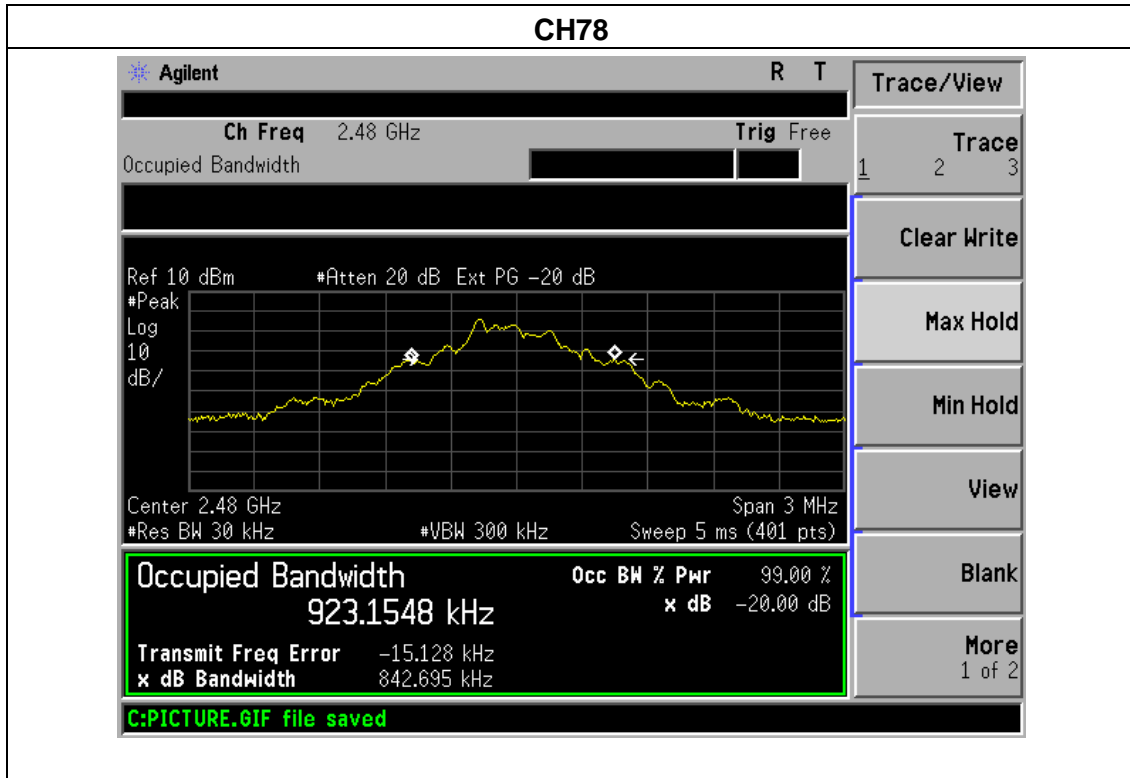 CH78
Agilent R T
Trace/View
Ch Freq 2.48 GHz Trig Free
Occupied Bandwidth
Trace
1 2 3
Clear Write
Ref 10 dBm #Atten 20 dB Ext PG -20 dB
#Peak
Log
10
dB/
Max Hold
Min Hold
View
Center 2.48 GHz Span 3 MHz
#Res BW 30 kHz #VBW 300 kHz Sweep 5 ms (401 pts)
Occupied Bandwidth Occ BW % Pwr 99.00 %
923.1548 kHz x dB -20.00 dB
Blank
Transmit Freq Error -15.128 kHz
x dB Bandwidth 842.695 kHz
More
1 of 2
C:PICTURE.GIF file saved